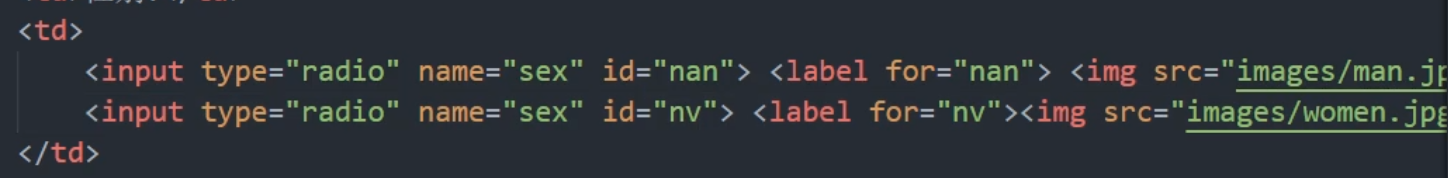 <td>
<input type="radio" name="sex" id="nan"> <label for="nan"> <img src="images/man.jp
<input type="radio" name="sex" id="nv"> <label for="nv"><img src="images/women.jpg
</td>